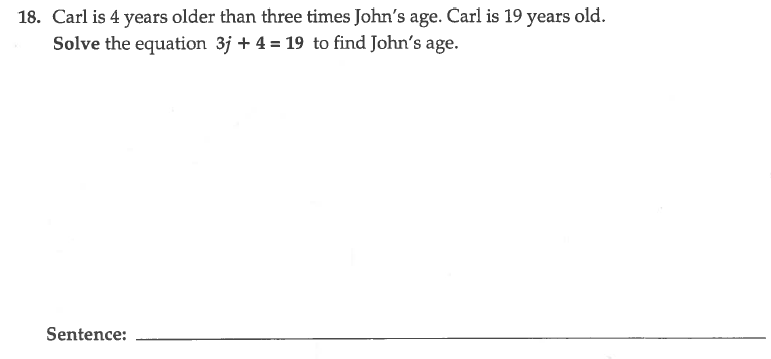 18. Carl is 4 years older than three times John's age. Carl is 19 years old.
Solve the equation 3j + 4 = 19 to find John's age.
Sentence: